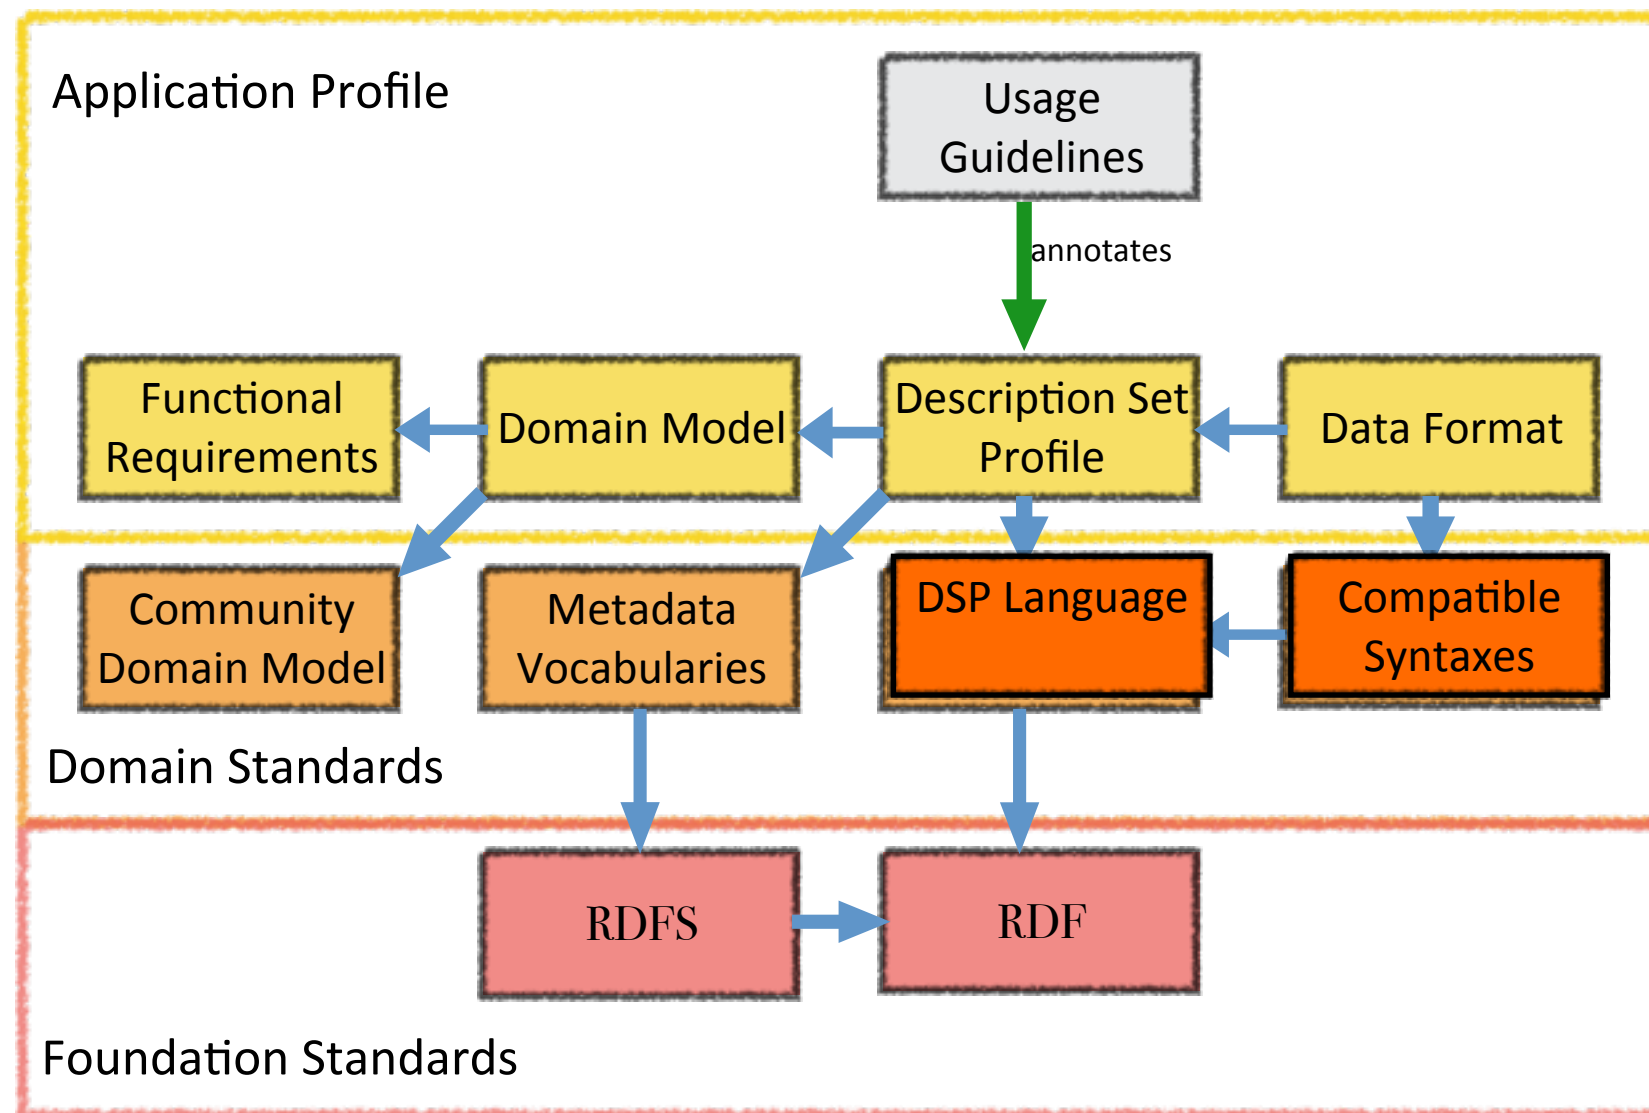 Application Profile
Usage
Guidelines
annotates
Functional
Requirements
Domain Model
Description Set
Profile
Data Format
Community
Domain Model
Metadata
Vocabularies
DSP Language
Compatible
Syntaxes
Domain Standards
RDFS
RDF
Foundation Standards